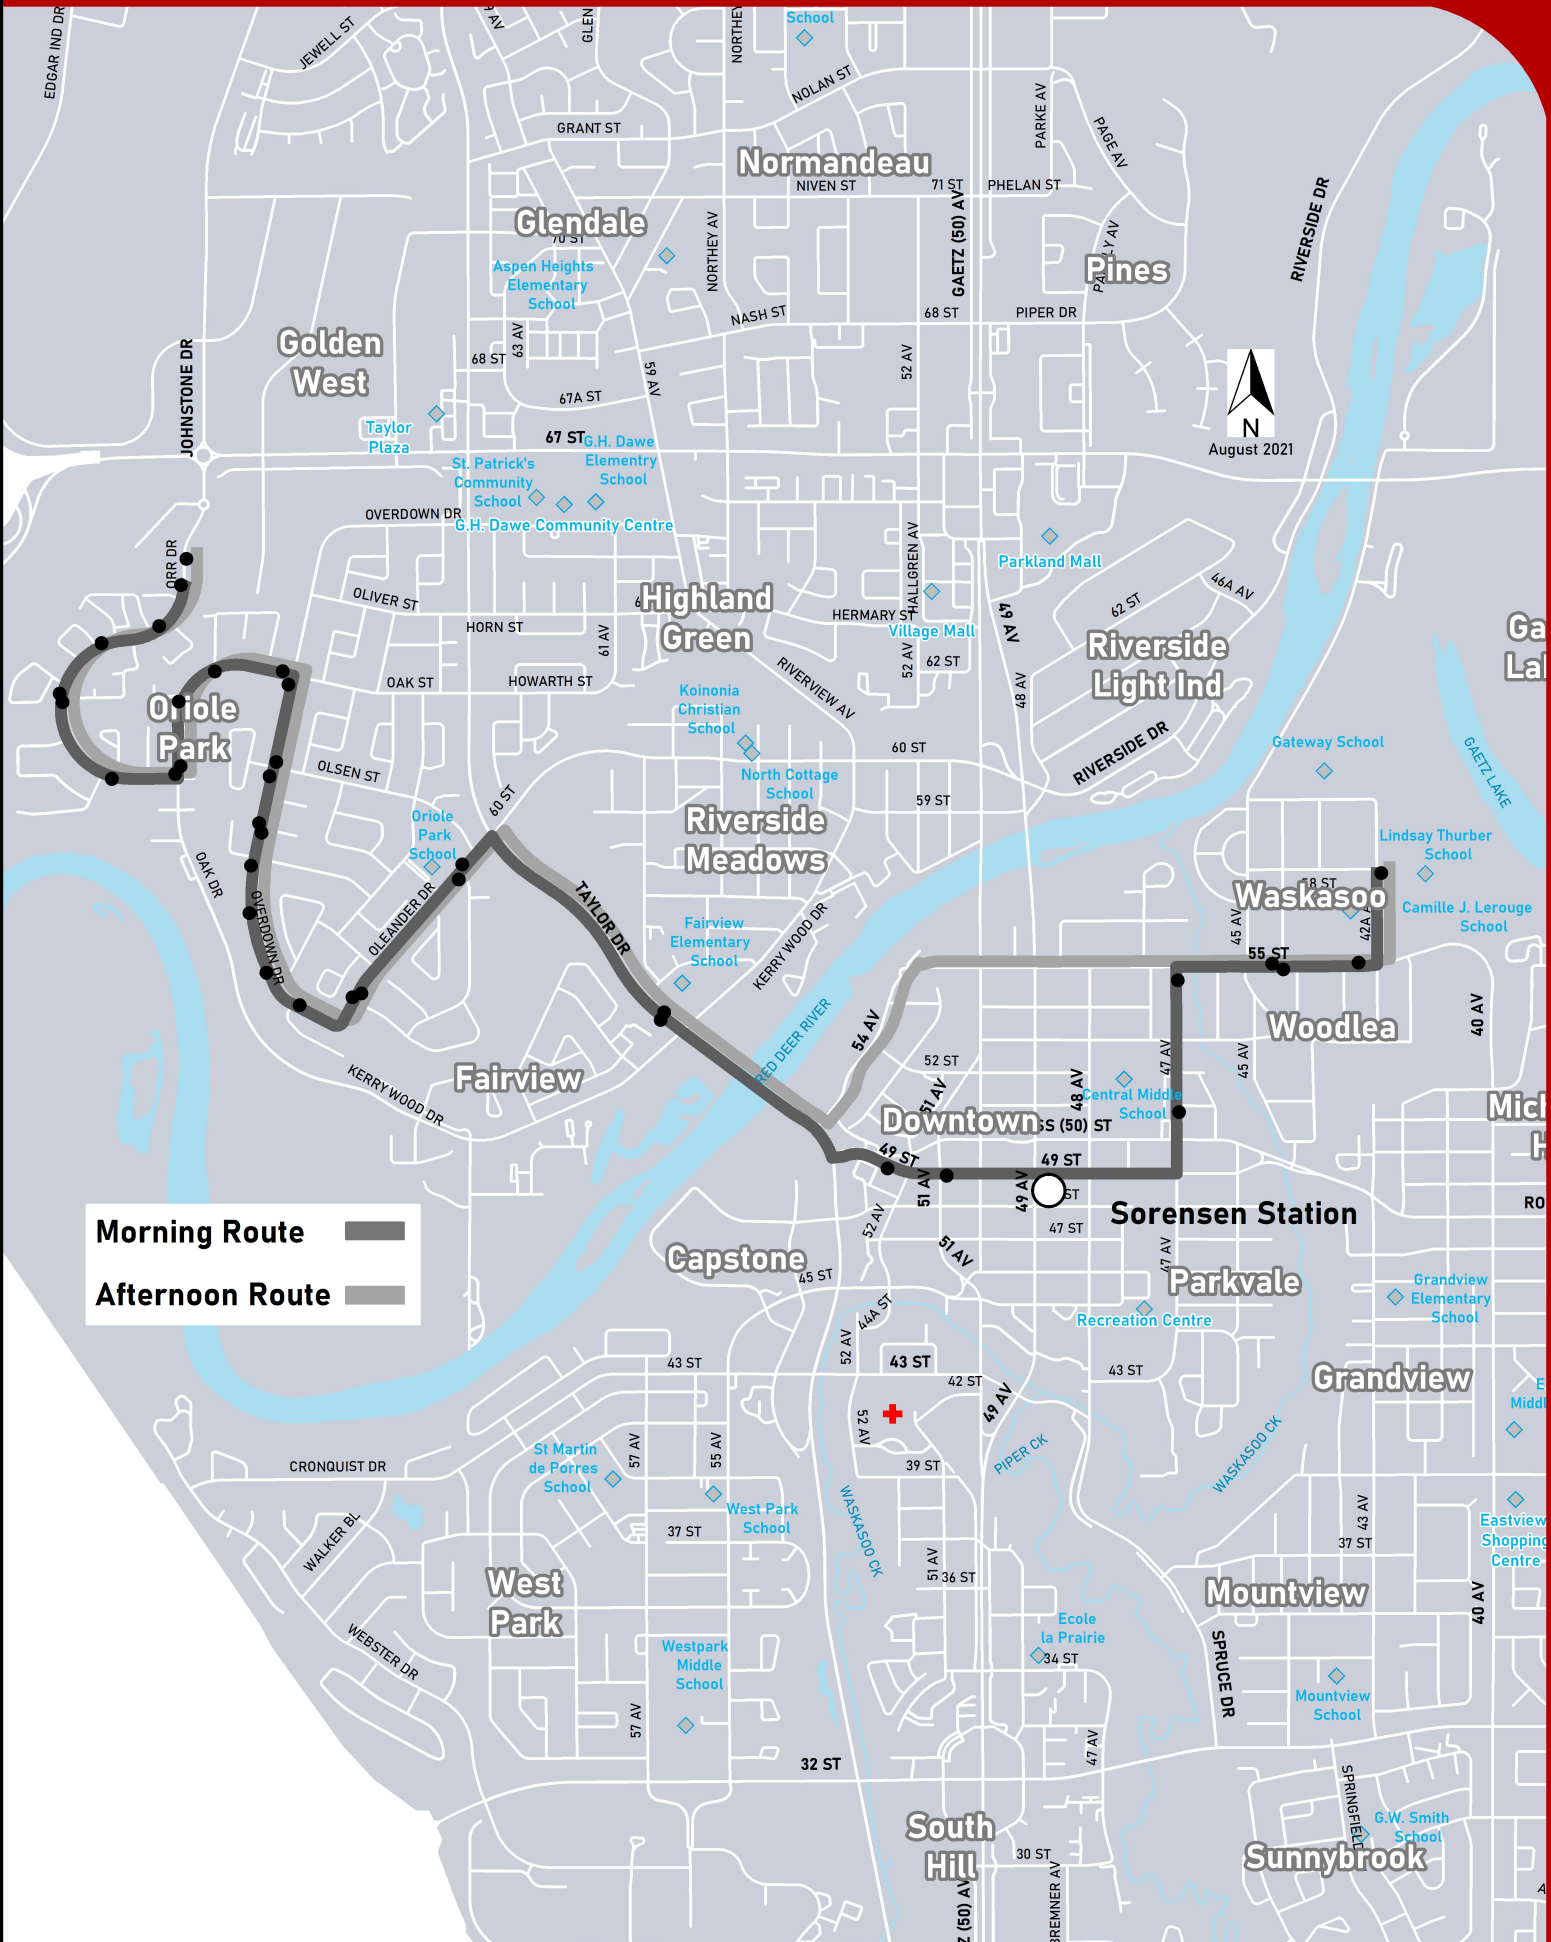 School
EDGAR IND DR
JEWELL ST
9 AV
GLEN
NORTHEY
NOLAN ST
GRANT ST
PARKE AV
PAGE AV
Normandeau
NIVEN ST
71 ST
PHELAN ST
RIVERSIDE DR
Glendale
70 ST
NORTHEY AV
GAETZ (50) AV
Pines
Aspen Heights
Elementary
School
NASH ST
68 ST
PIPER DR
Golden
West
JOHNSTONE DR
63 AV
68 ST
59 AV
52 AV
67A ST
N
August 2021
Taylor
Plaza
67 ST
G.H. Dawe
Elementry
School
St. Patrick's
Community
School
OVERDOWN DR
G.H. Dawe Community Centre
ORR DR
HALLGREN AV
Parkland Mall
46A AV
OLIVER ST
Highland
Green
HERMARY ST
49 AV
62 ST
HORN ST
61 AV
Village Mall
Riverside
Light Ind
Ga
Lal
OAK ST
HOWARTH ST
RIVERVIEW AV
52 AV
62 ST
48 AV
Oriole
Park
Koinonia
Christian
School
60 ST
RIVERSIDE DR
Gateway School
GAETZ LAKE
OLSEN ST
North Cottage
School
60 ST
59 ST
Oriole
Park
School
Riverside
Meadows
Lindsay Thurber
School
OAK DR
OVERDOWN DR
OLEANDER DR
TAYLOR DR
58 ST
Waskasoo
45 AV
42A A
Camille J. Lerouge
School
Fairview
Elementary
School
KERRY WOOD DR
55 ST
RED DEER RIVER
54 AV
Woodlea
40 AV
Fairview
KERRY WOOD DR
52 ST
51 AV
48 AV
47 AV
45 AV
Central Middle
School
Downtown
SS (50) ST
Mich
H
49 ST
49 ST
51 AV
49 AV
ST
Sorensen Station
RO
Morning Route
52 AV
47 ST
51 AV
47 AV
Capstone
45 ST
Parkvale
Grandview
Elementary
School
Afternoon Route
44A ST
Recreation Centre
52 AV
43 ST
43 ST
42 ST
43 ST
Grandview
49 AV
E
Middl
52 AV
St Martin
de Porres
School
57 AV
55 AV
PIPER CK
WASKASOO CK
CRONQUIST DR
39 ST
West Park
School
WASKASOO CK
43 AV
WALKER BL
37 ST
37 ST
Eastview
Shopping
Centre
West
Park
51 AV
36 ST
Mountview
40 AV
WEBSTER DR
Westpark
Middle
School
Ecole
la Prairie
34 ST
SPRUCE DR
Mountview
School
57 AV
47 AV
32 ST
SPRINGFIELD
South
Hill
G.W. Smith
School
30 ST
Sunnybrook
Z (50) AV
BREMNER AV
A